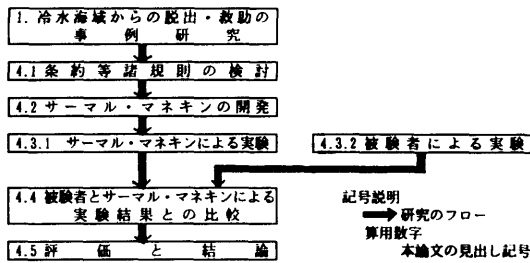 1. 冷水海域からの脱出・救助の
事例研究
4.1 条約等諸規則の検討
4.2 サーマル・マネキンの開発
4.3.1 サーマル・マネキンによる実験
4.3.2 被験者による実験
4.4 被験者とサーマル・マネキンによる
実験結果との比較
4.5 評価と結論
記号説明
研究のフロー
算用数字
本論文の見出し記号